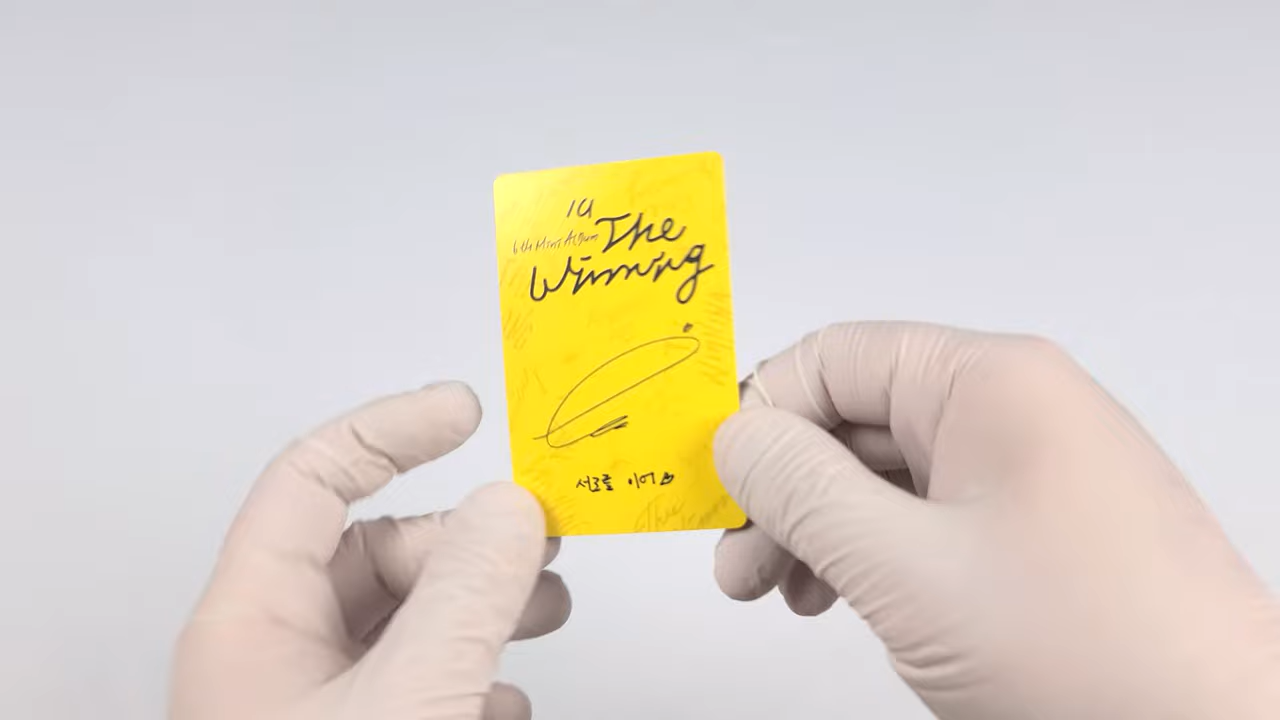 IU
6th Mini Album The
Winning
서로를 이어